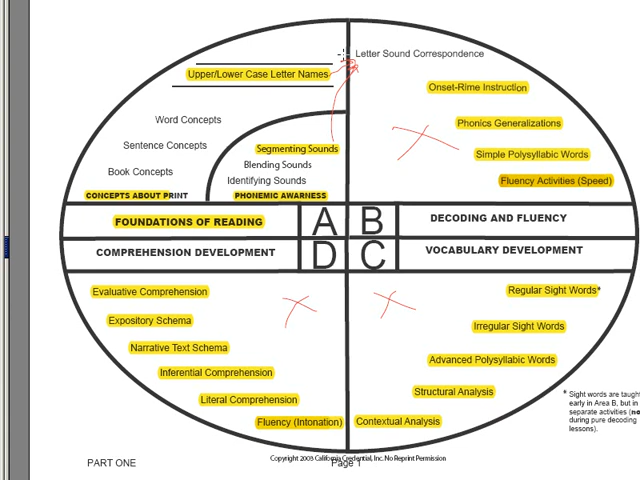 Letter Sound Correspondence
Upper/Lower Case Letter Names
Onset-Rime Instruction
Word Concepts
Phonics Generalizations
Sentence Concepts
Segmenting Sounds
Simple Polysyllabic Words
Blending Sounds
Book Concepts
Identifying Sounds
Fluency Activities (Speed)
CONCEPTS ABOUT PRINT
PHONEMIC AWARNESS
FOUNDATIONS OF READING
A
B
DECODING AND FLUENCY
COMPREHENSION DEVELOPMENT
D
C
VOCABULARY DEVELOPMENT
Evaluative Comprehension
Regular Sight Words*
Expository Schema
Irregular Sight Words
Narrative Text Schema
Advanced Polysyllabic Words
Inferential Comprehension
Structural Analysis
Literal Comprehension
Fluency (Intonation)
Contextual Analysis
* Sight words are taugh
early in Area B, but in
separate activities (no
during pure decoding
lessons).
Copyright 2003 California Credential, Inc. No Reprint Permission
PART ONE
Page 1